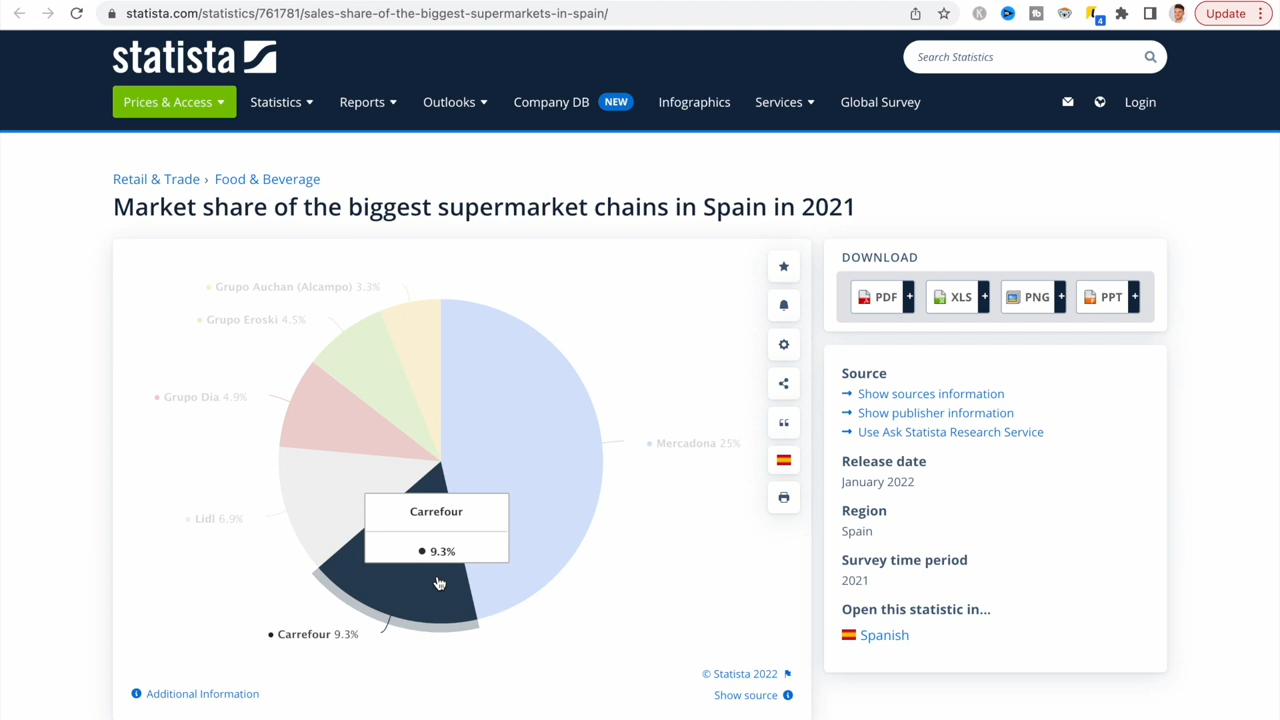 statista.com/statistics/761781/sales-share-of-the-biggest-supermarkets-in-spain/
4
Update
statista
Search Statistics
Prices & Access Statistics Reports Outlooks Company DB NEW Infographics Services Global Survey Login
Retail & Trade › Food & Beverage
Market share of the biggest supermarket chains in Spain in 2021
Grupo Auchan (Alcampo) 3.3%
Grupo Eroski 4.5%
Grupo Dia 4.9%
Mercadona 25%
Lidl 6.9%
Carrefour
9.3%
Carrefour 9.3%
© Statista 2022
Additional Information
Show source
DOWNLOAD
PDF + XLS + PNG + PPT +
Source
Show sources information
Show publisher information
Use Ask Statista Research Service
Release date
January 2022
Region
Spain
Survey time period
2021
Open this statistic in...
Spanish